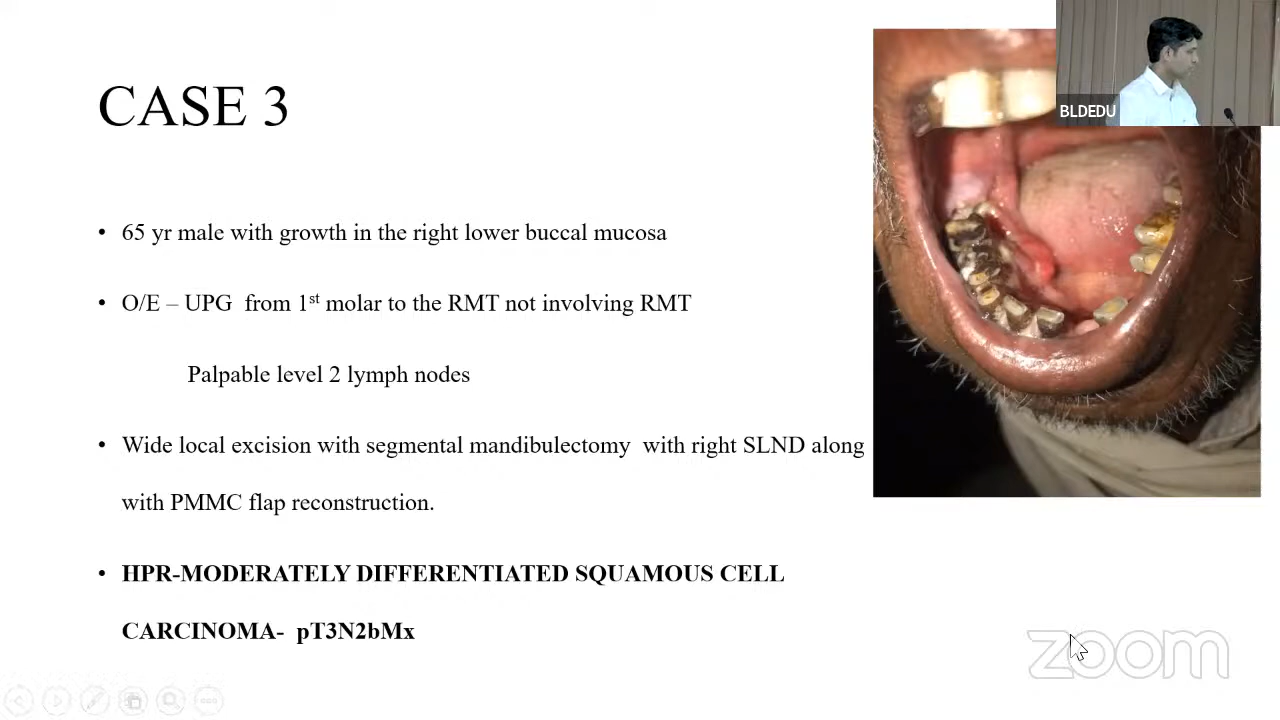 CASE 3
BLDEDU
• 65 yr male with growth in the right lower buccal mucosa
• O/E – UPG from 1st molar to the RMT not involving RMT
Palpable level 2 lymph nodes
• Wide local excision with segmental mandibulectomy with right SLND along
with PMMC flap reconstruction.
• HPR-MODERATELY DIFFERENTIATED SQUAMOUS CELL
CARCINOMA- pT3N2bMx
zoom